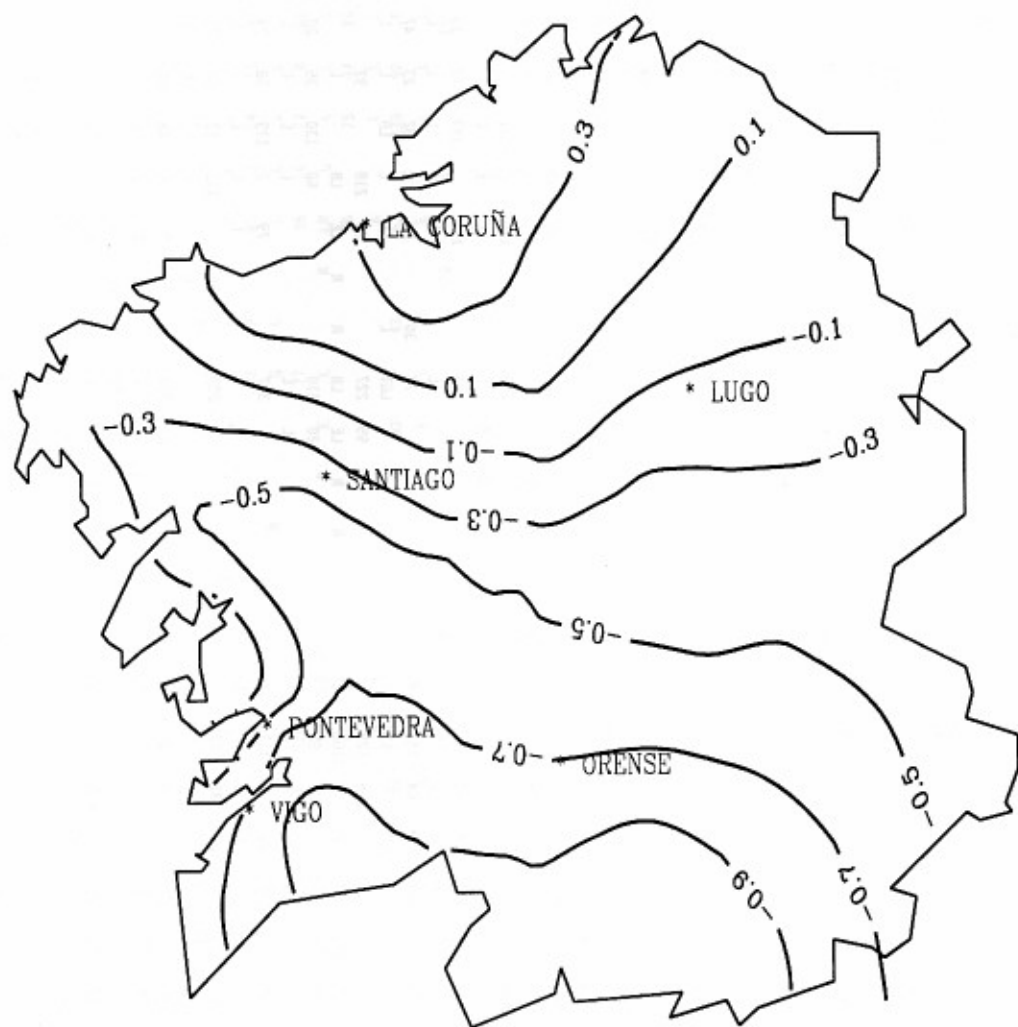 0.3
0.1
* LA CORUÑA
-0.1
0.1
* LUGO
-0.3
-0.1
-0.3
* SANTIAGO
-0.5
-0.3
-0.5
* PONTEVEDRA
-0.7
* ORENSE
-0.5
* VIGO
-0.9
-0.7